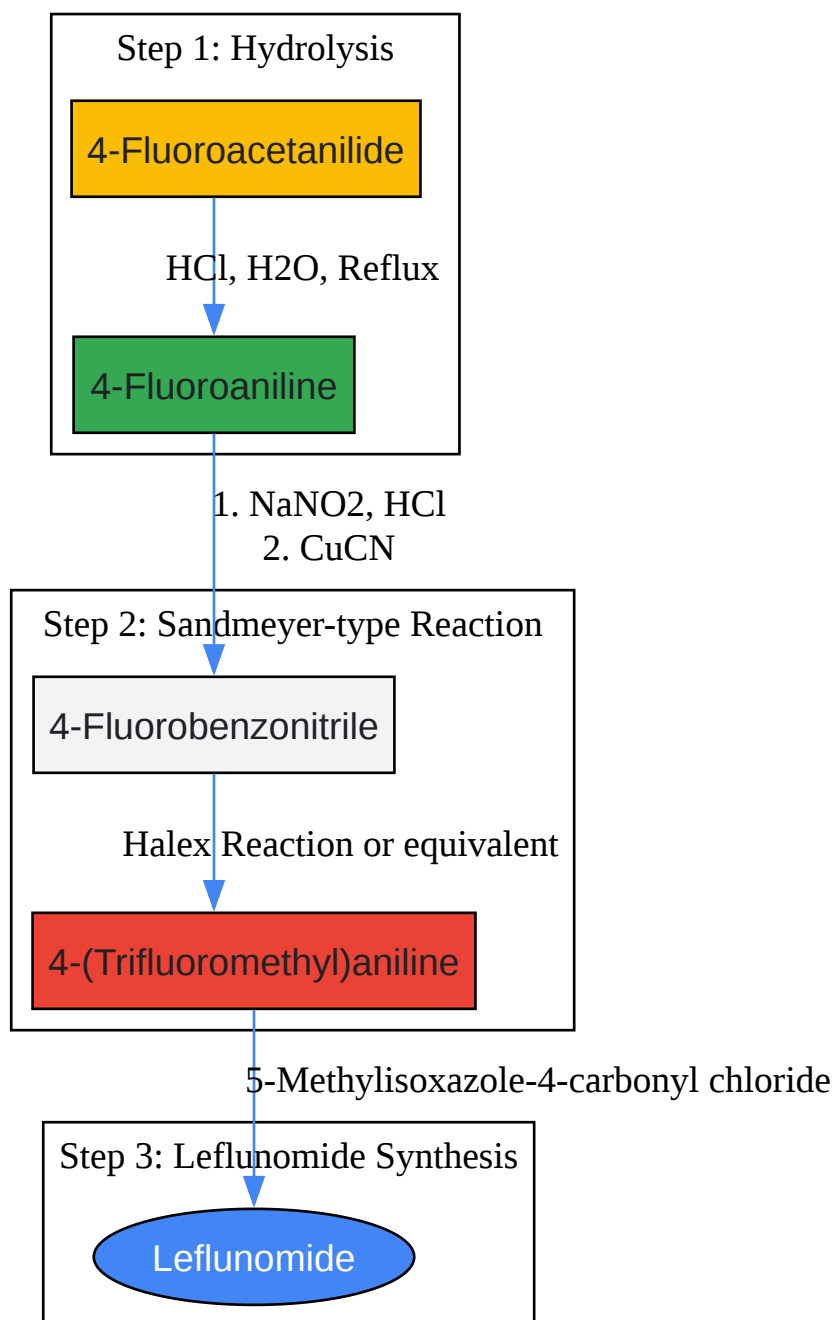 Step 1: Hydrolysis
4-Fluoroacetanilide
HCl, H2O, Reflux
4-Fluoroaniline
1. NaNO2, HCl
2. CuCN
Step 2: Sandmeyer-type Reaction
4-Fluorobenzonitrile
Halex Reaction or equivalent
4-(Trifluoromethyl)aniline
5-Methylisoxazole-4-carbonyl chloride
Step 3: Leflunomide Synthesis
Leflunomide